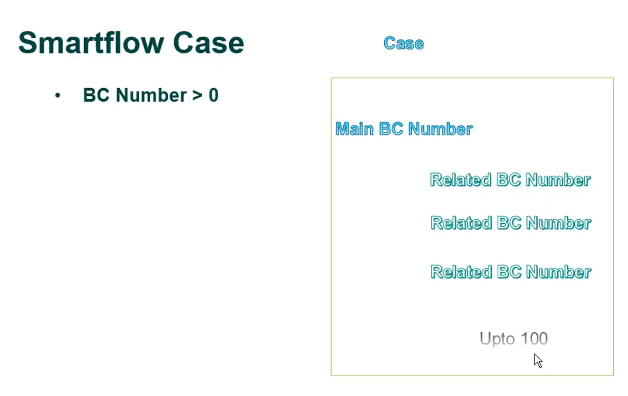 Smartflow Case
• BC Number > 0
Case
Main BC Number
Related BC Number
Related BC Number
Related BC Number
Upto 100